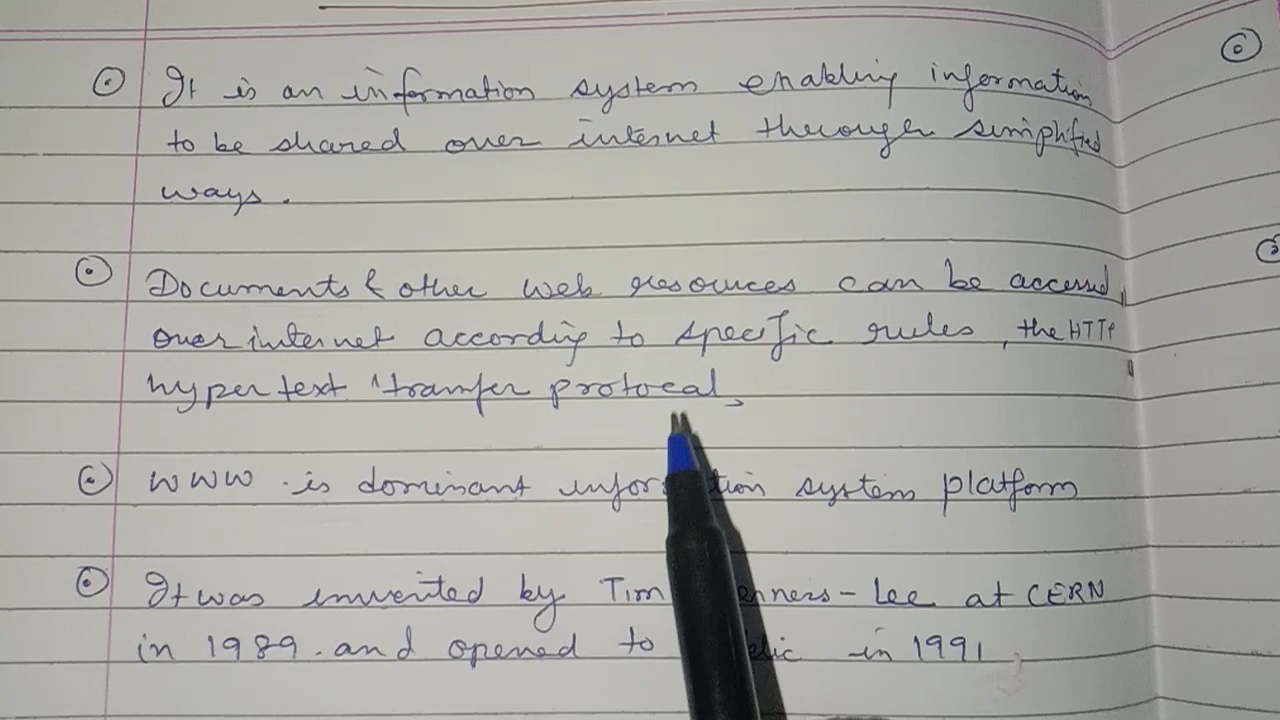 It is an information system enabling information
to be shared over internet through simplified
ways.
Documents & other web resources can be accessed
over internet according to specific rules, the HTTP
hypertext transfer protocal,
WWW is dominant system platform
It was invented by Tim - Lee at CERN
in 1989. and opened to in 1991